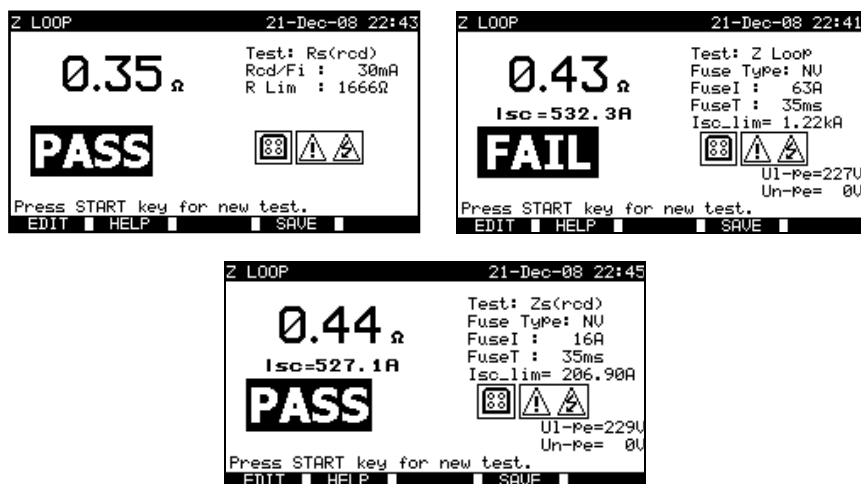 Z LOOP 21-Dec-08 22:43
0.35 Ω
Test: Rs(rcd)
Rcd/Fi : 30mA
R Lim : 1666Ω
PASS
Press START key for new test.
EDIT HELP SAVE
Z LOOP 21-Dec-08 22:41
0.43 Ω
Isc=532.3A
Test: Z Loop
Fuse Type: NV
FuseI : 63A
FuseT : 35ms
Isc_lim= 1.22kA
FAIL
Ul-pe=227V
Un-pe= 0V
Press START key for new test.
EDIT HELP SAVE
Z LOOP 21-Dec-08 22:45
0.44 Ω
Isc=527.1A
Test: Zs(rcd)
Fuse Type: NV
FuseI : 16A
FuseT : 35ms
Isc_lim= 206.90A
PASS
Ul-pe=229V
Un-pe= 0V
Press START key for new test.
EDIT HELP SAVE